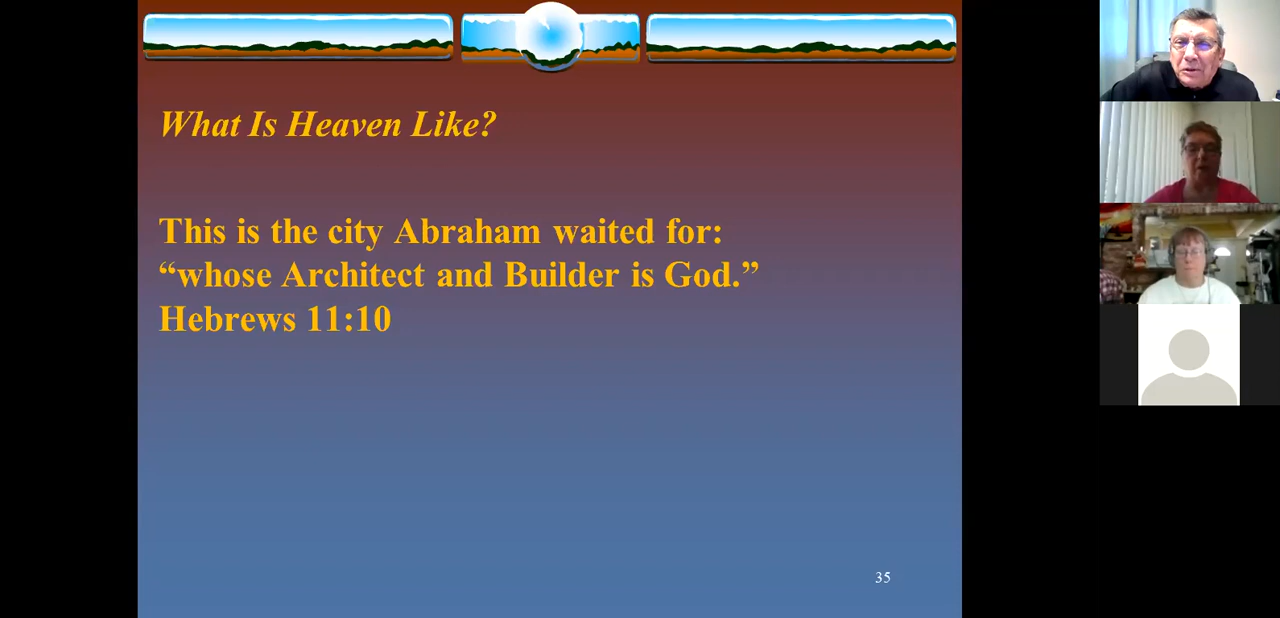 What Is Heaven Like?
This is the city Abraham waited for:
“whose Architect and Builder is God.”
Hebrews 11:10
35